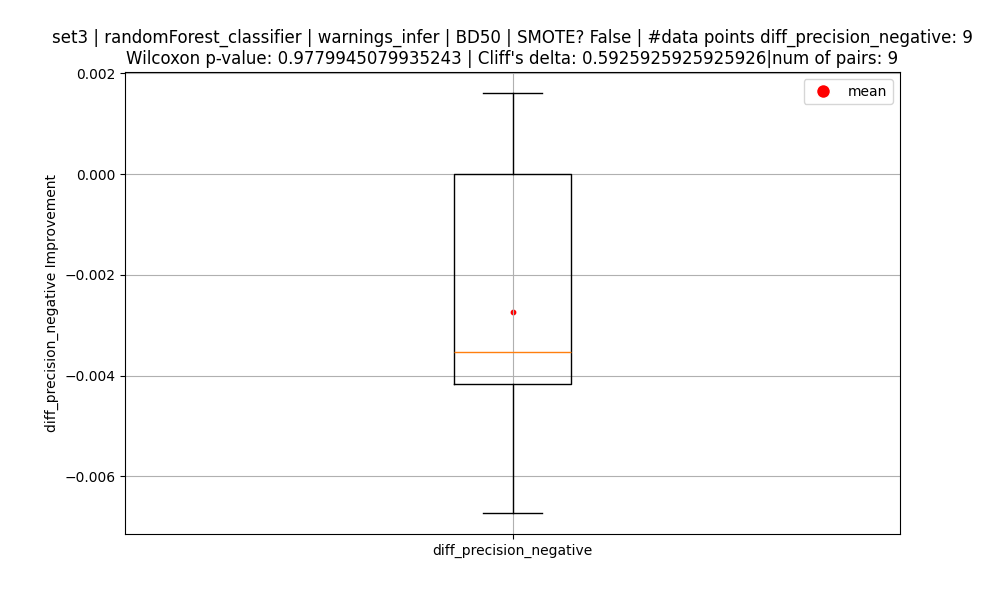 set3 | randomForest_classifier | warnings_infer | BD50 | SMOTE? False | #data points diff_precision_negative: 9
Wilcoxon p-value: 0.9779945079935243 | Cliff's delta: 0.5925925925925926|num of pairs: 9
mean
0.002
0.000
−0.002
−0.004
−0.006
diff_precision_negative Improvement
diff_precision_negative